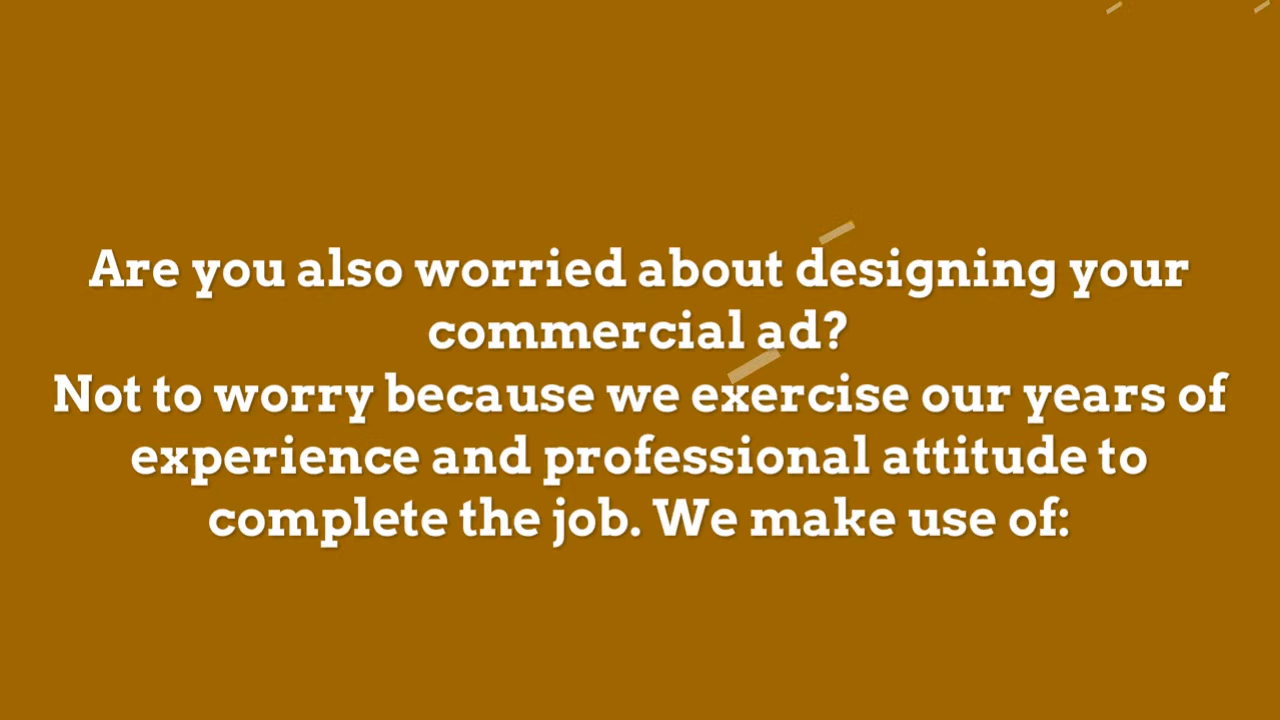 Are you also worried about designing your
commercial ad?
Not to worry because we exercise our years of
experience and professional attitude to
complete the job. We make use of: